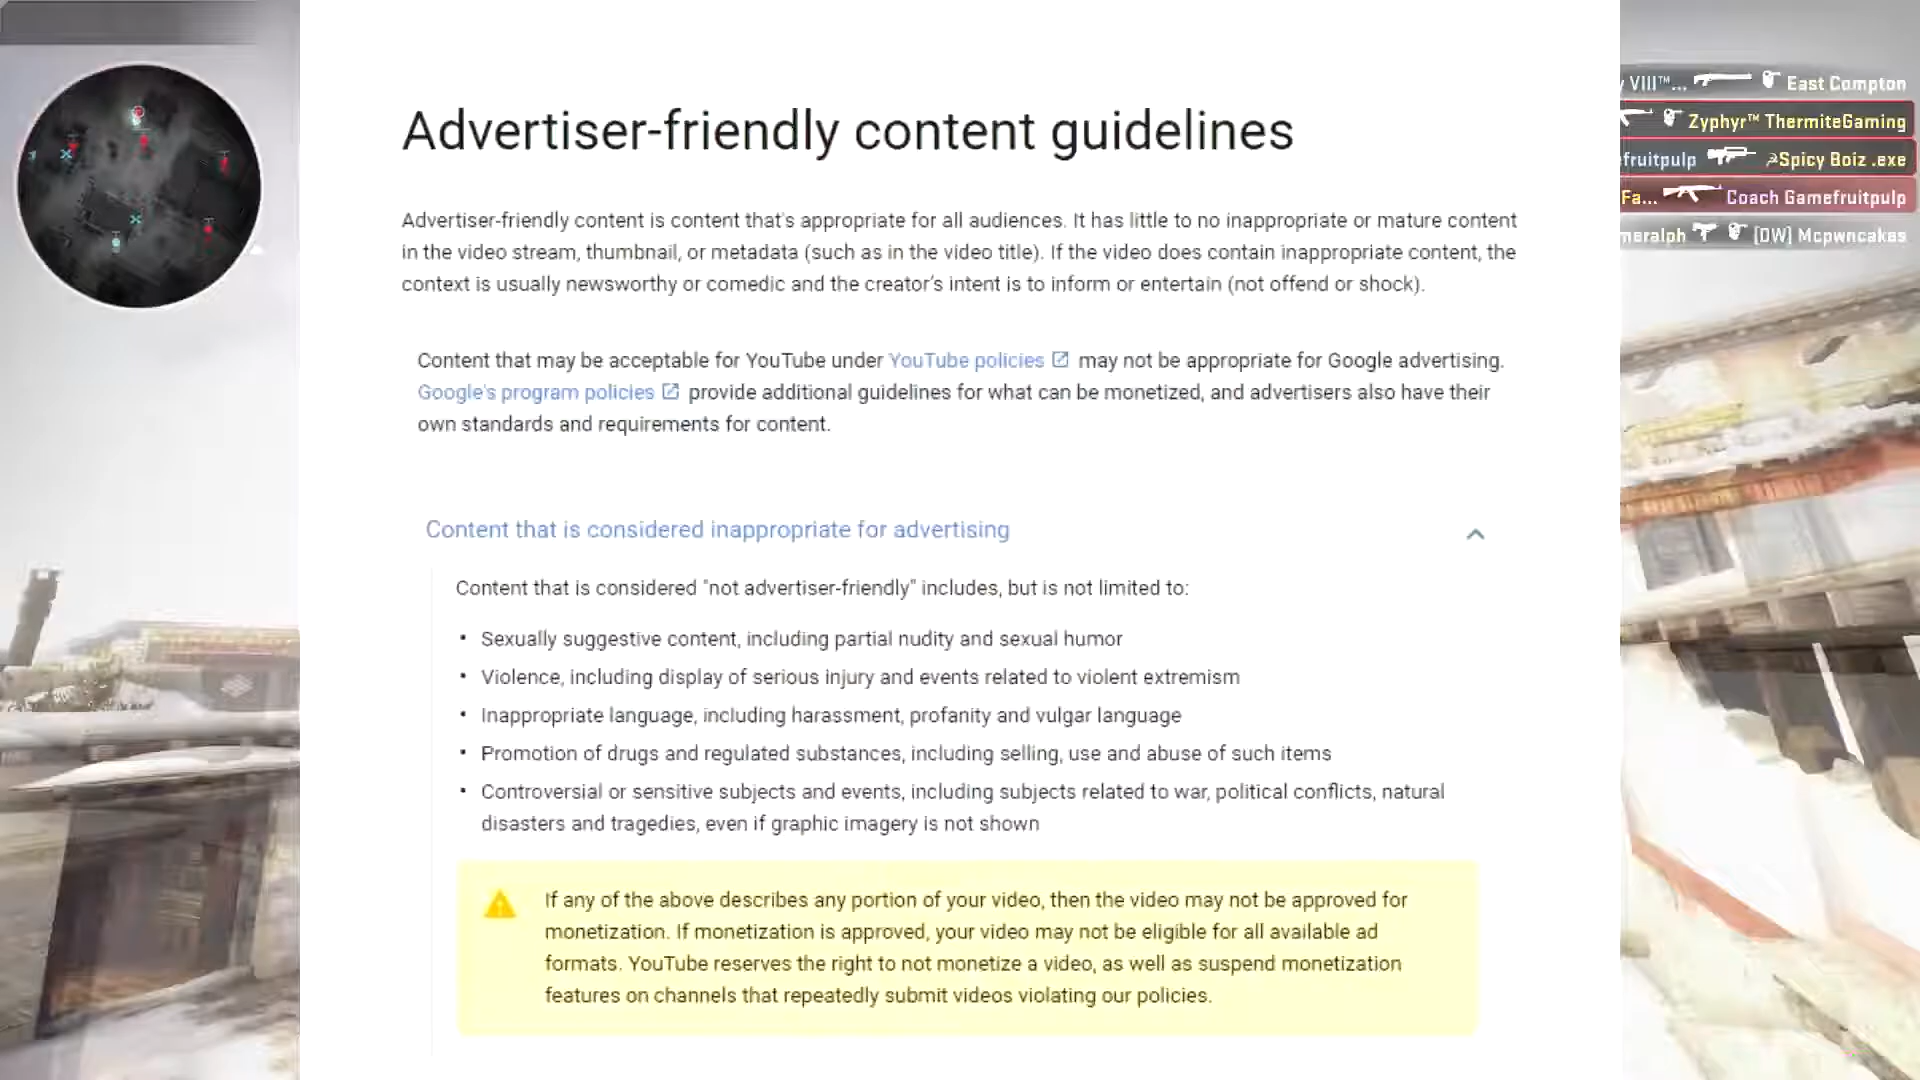 Advertiser-friendly content guidelines
Advertiser-friendly content is content that's appropriate for all audiences. It has little to no inappropriate or mature content
in the video stream, thumbnail, or metadata (such as in the video title). If the video does contain inappropriate content, the
context is usually newsworthy or comedic and the creator's intent is to inform or entertain (not offend or shock).
Content that may be acceptable for YouTube under YouTube policies may not be appropriate for Google advertising.
Google's program policies provide additional guidelines for what can be monetized, and advertisers also have their
own standards and requirements for content.
Content that is considered inappropriate for advertising
Content that is considered "not advertiser-friendly" includes, but is not limited to:
• Sexually suggestive content, including partial nudity and sexual humor
• Violence, including display of serious injury and events related to violent extremism
• Inappropriate language, including harassment, profanity and vulgar language
• Promotion of drugs and regulated substances, including selling, use and abuse of such items
• Controversial or sensitive subjects and events, including subjects related to war, political conflicts, natural
disasters and tragedies, even if graphic imagery is not shown
If any of the above describes any portion of your video, then the video may not be approved for
monetization. If monetization is approved, your video may not be eligible for all available ad
formats. YouTube reserves the right to not monetize a video, as well as suspend monetization
features on channels that repeatedly submit videos violating our policies.
VIII™... East Compton
Zyphyr™ ThermiteGaming
fruitpulp Spicy Boiz .exe
Fa... Coach Gamefruitpulp
meralph [DW] Mcpwncakes